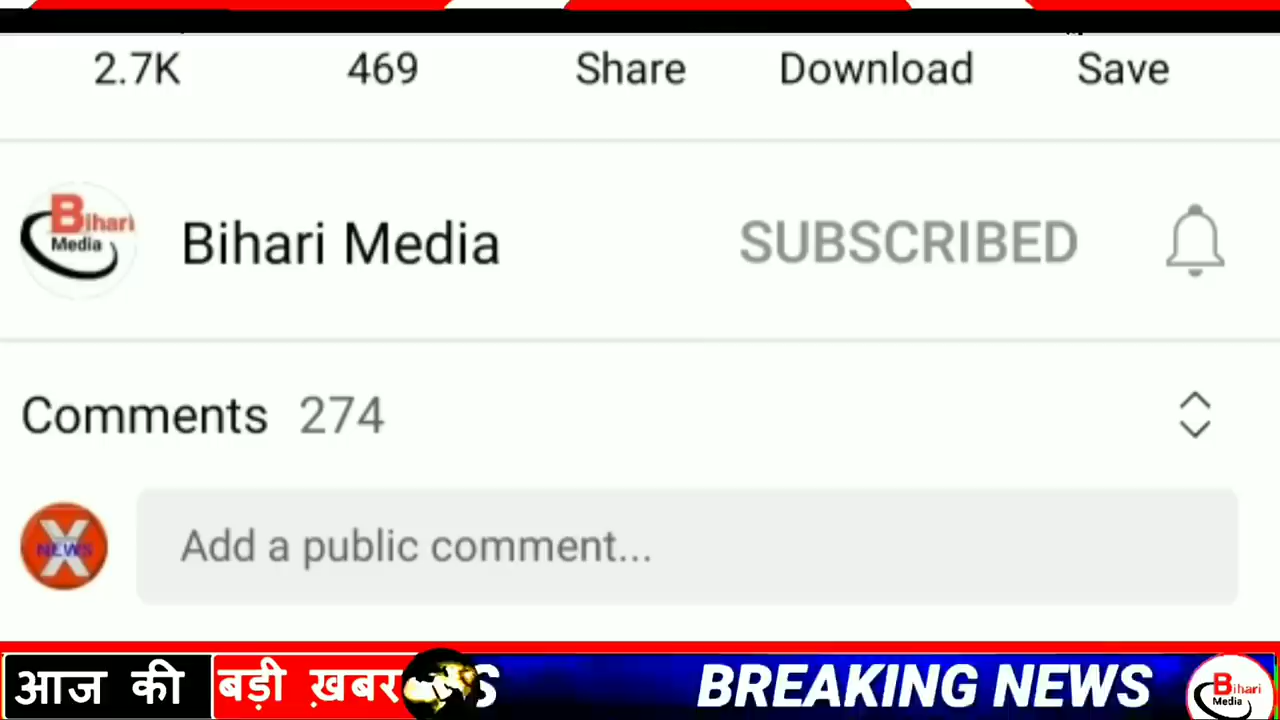 2.7K 469 Share Download Save
Bihari
Media
Bihari Media SUBSCRIBED
Comments 274
X
NEWS
Add a public comment...
आज की बड़ी ख़बर S BREAKING NEWS
Bihari
Media